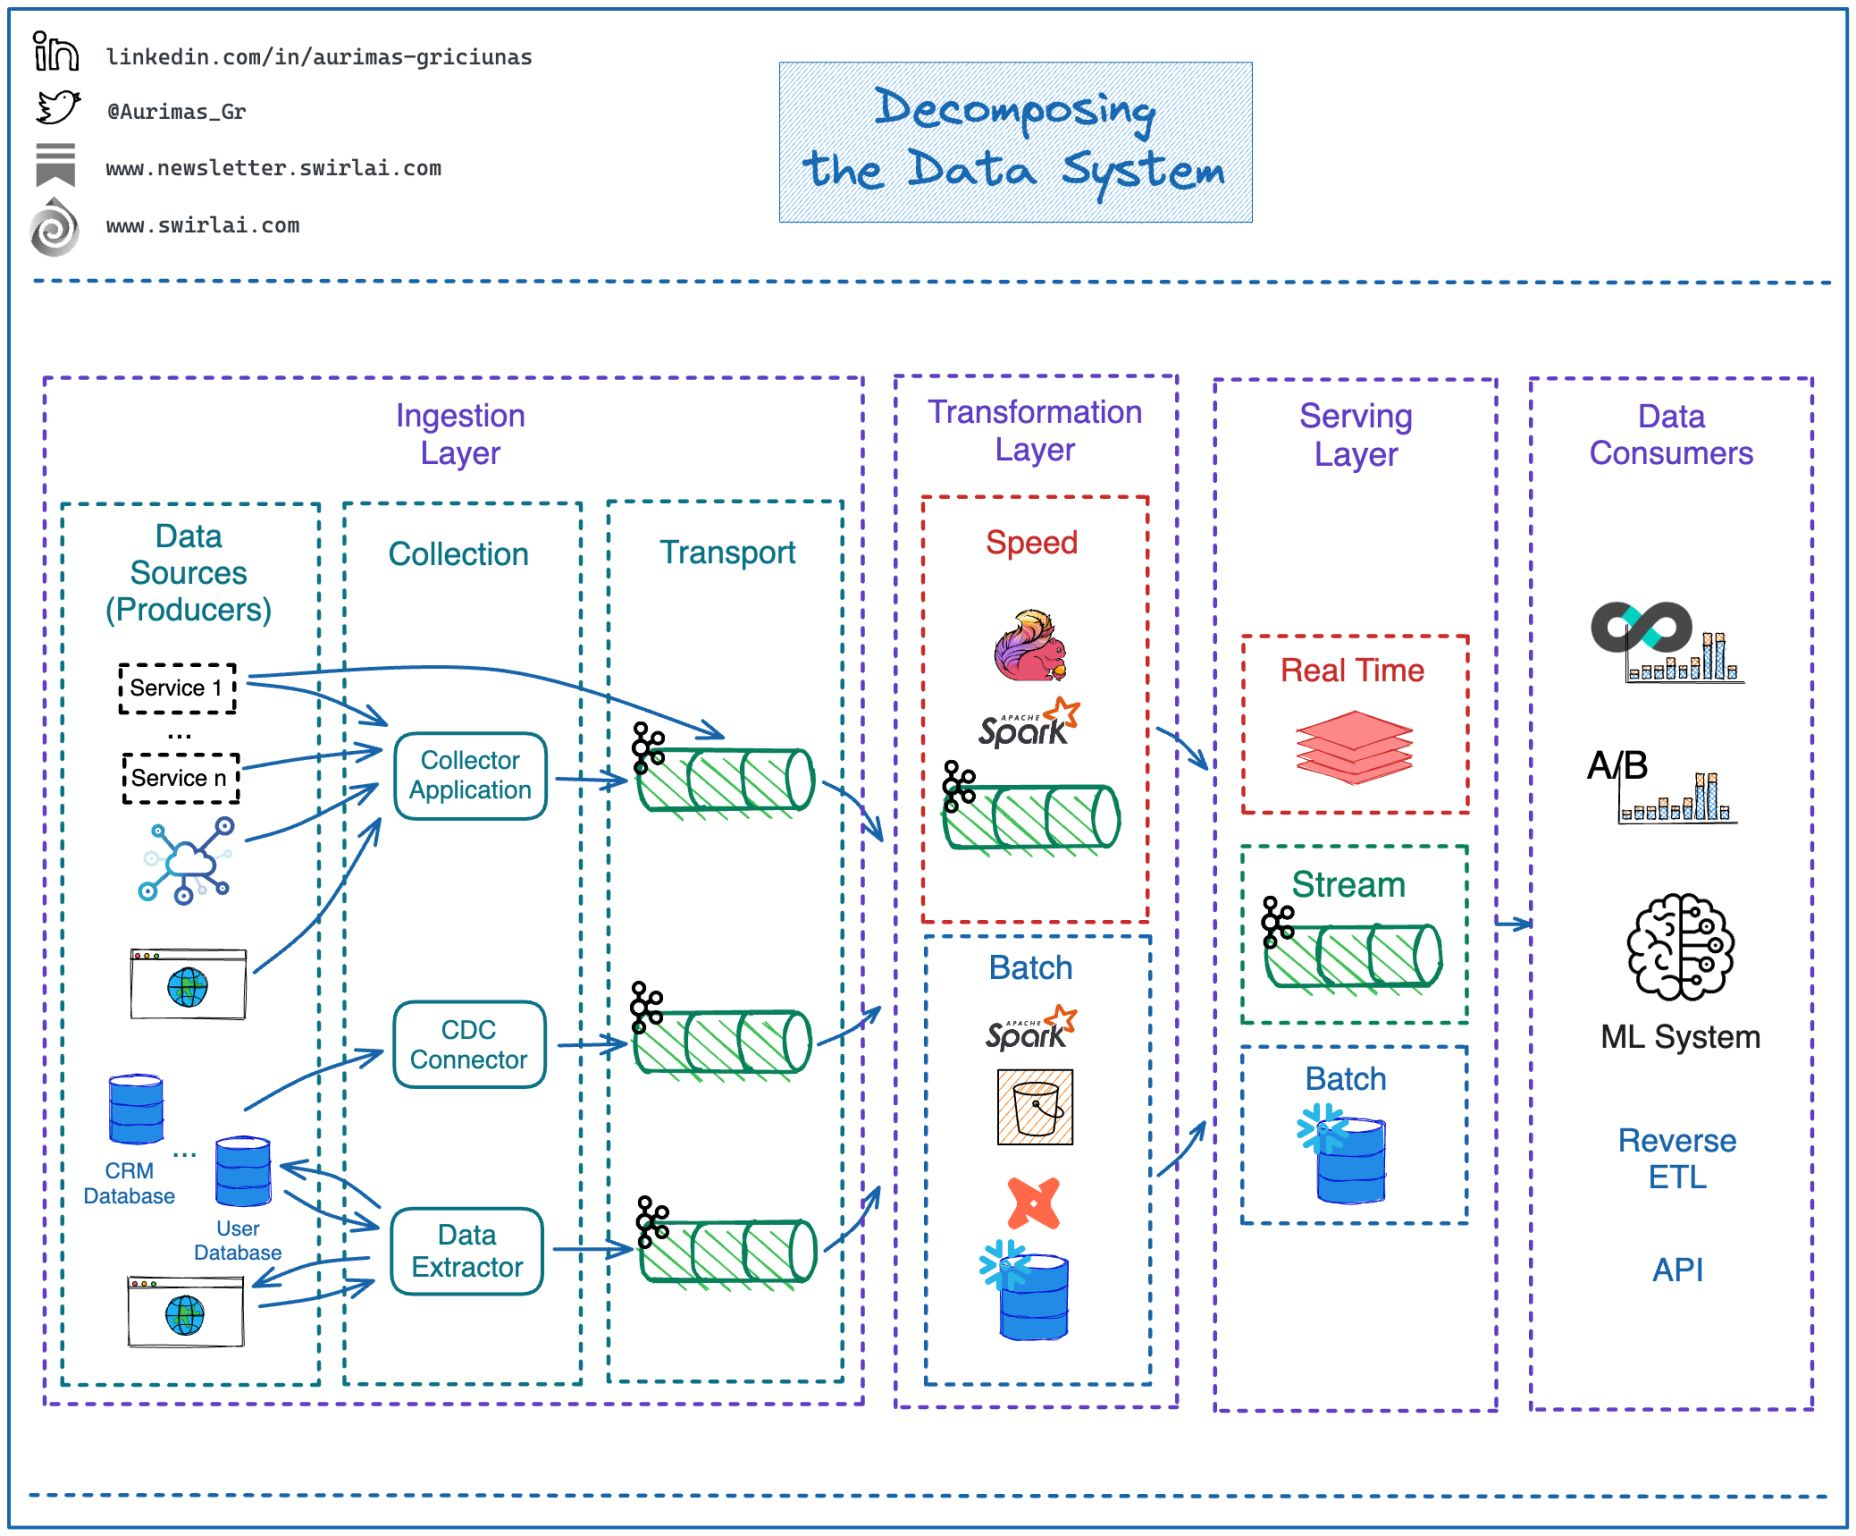 linkedin.com/in/aurimas-griciunas
@Aurimas_Gr
www.newsletter.swirlai.com
www.swirlai.com
Decomposing
the Data System
Ingestion
Layer
Data
Sources
(Producers)
Service 1
...
Service n
CRM
Database
...
User
Database
Collection
Collector
Application
CDC
Connector
Data
Extractor
Transport
Transformation
Layer
Speed
APACHE
Spark
Batch
APACHE
Spark
Serving
Layer
Real Time
Stream
Batch
Data
Consumers
A/B
ML System
Reverse
ETL
API